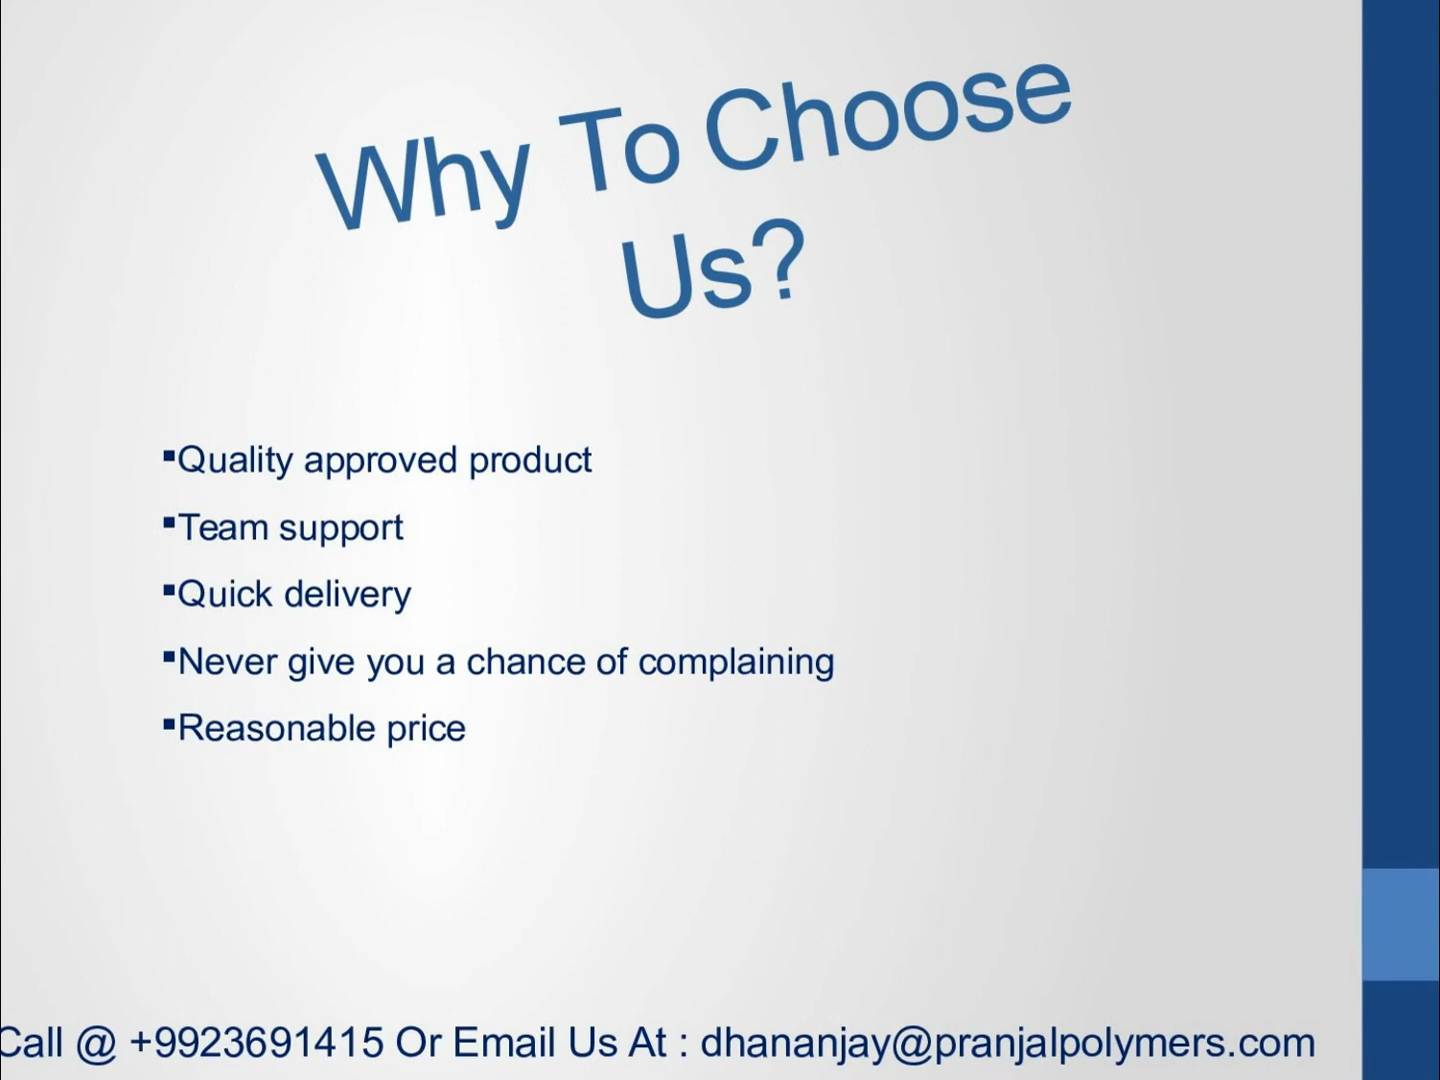 Why To Choose
Us?
▪Quality approved product
▪Team support
▪Quick delivery
▪Never give you a chance of complaining
▪Reasonable price
Call @ +9923691415 Or Email Us At : dhananjay@pranjalpolymers.com